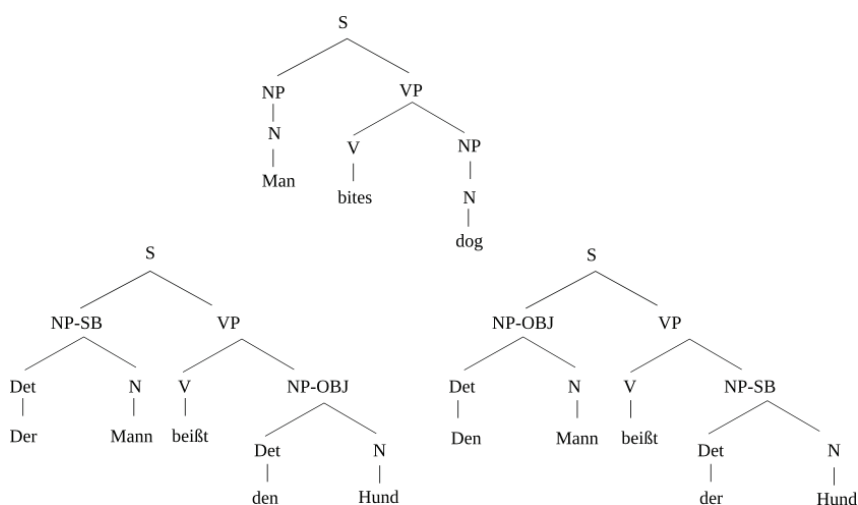 S
NP VP
N V NP
Man bites N
dog
S
NP-SB VP
Det N V NP-OBJ
Der Mann beißt Det N
den Hund
S
NP-OBJ VP
Det N V NP-SB
Den Mann beißt Det N
der Hund